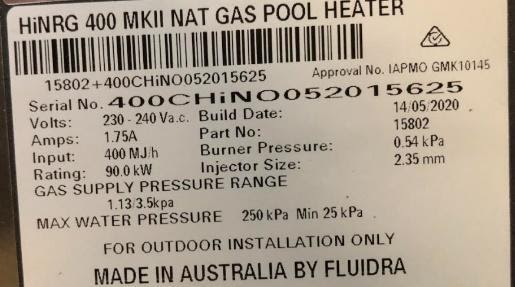 HiNRG 400 MKII NAT GAS POOL HEATER
15802+400CHiNO052015625
Approval No. IAPMO GMK10145
Serial No. 400CHiNO052015625
Volts: 230 - 240 Va.c. Build Date: 14/05/2020
Amps: 1.75A Part No: 15802
Input: 400 MJ/h Burner Pressure: 0.54 kPa
Rating: 90.0 kW Injector Size: 2.35 mm
GAS SUPPLY PRESSURE RANGE
1.13/3.5kpa
MAX WATER PRESSURE 250 kPa Min 25 kPa
FOR OUTDOOR INSTALLATION ONLY
MADE IN AUSTRALIA BY FLUIDRA